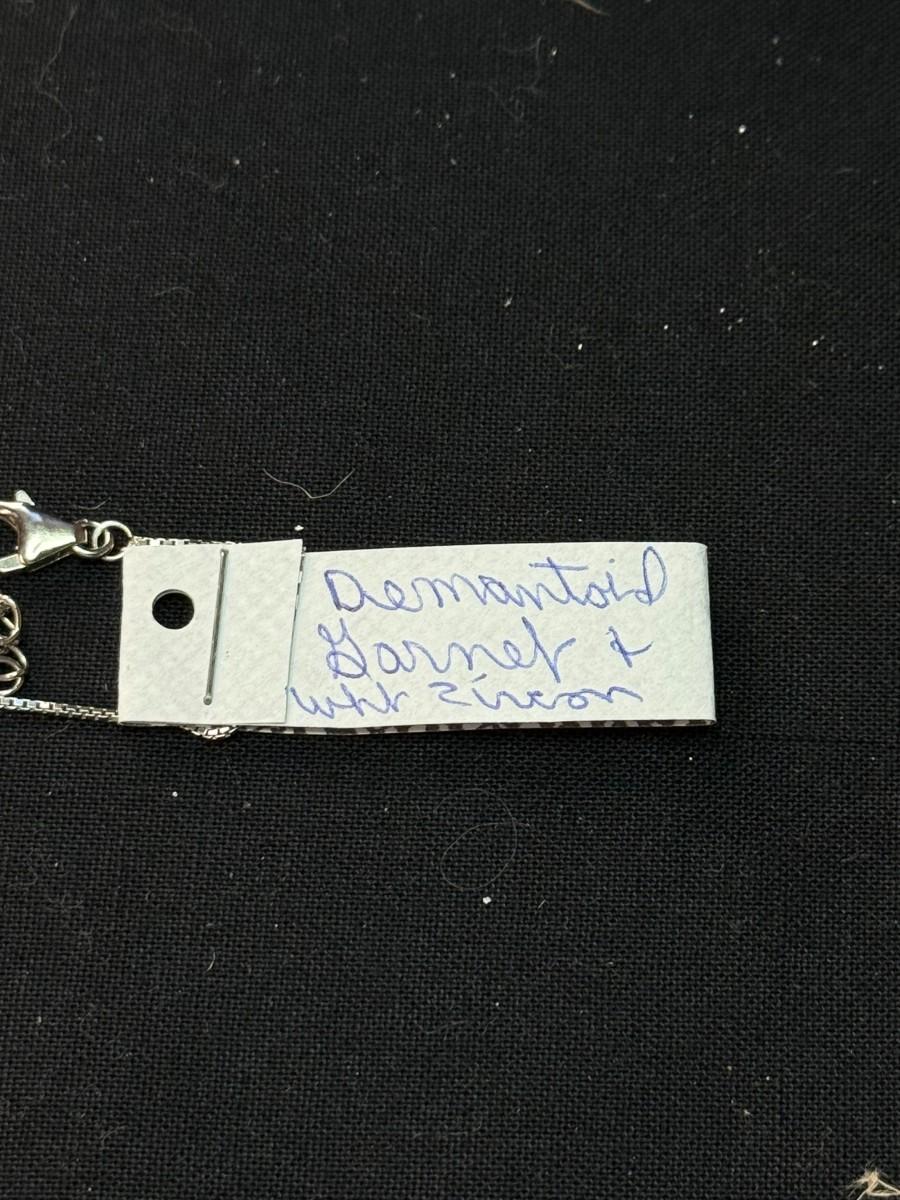 Demantoid
Garnet +
Wht Zircon